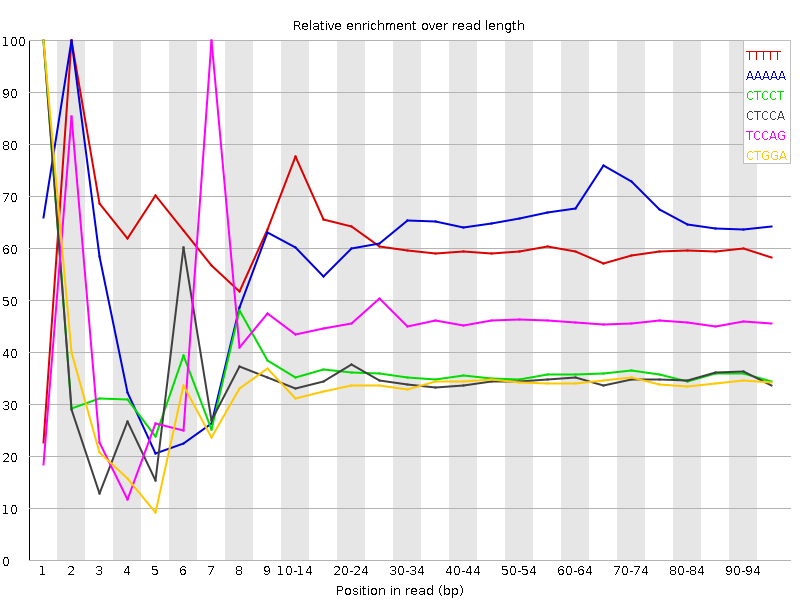 Relative enrichment over read length
100
90
80
70
60
50
40
30
20
10
0
TTTTT
AAAAA
CTCCT
CTCCA
TCCAG
CTGGA
1 2 3 4 5 6 7 8 9 10-14 20-24 30-34 40-44 50-54 60-64 70-74 80-84 90-94
Position in read (bp)